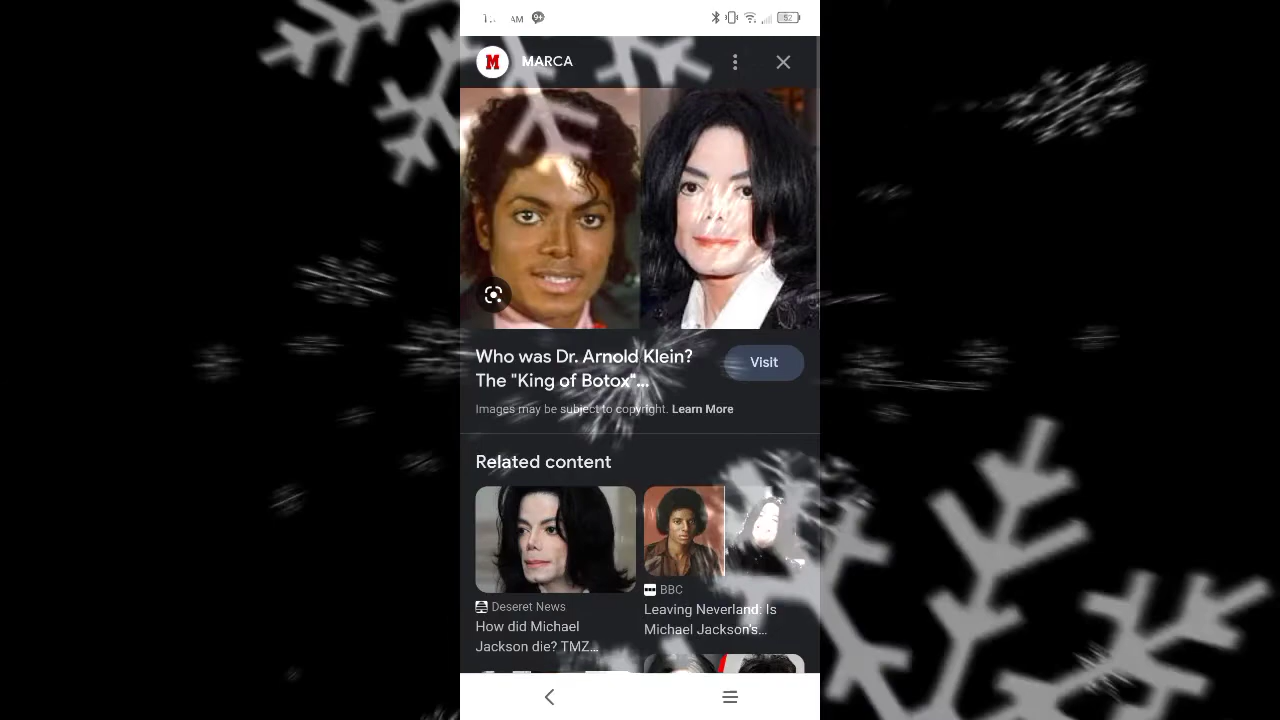 AM
MARCA
Who was Dr. Arnold Klein?
The "King of Botox"...
Visit
Images may be subject to copyright. Learn More
Related content
Deseret News
How did Michael
Jackson die? TMZ...
BBC
Leaving Neverland: Is
Michael Jackson's...